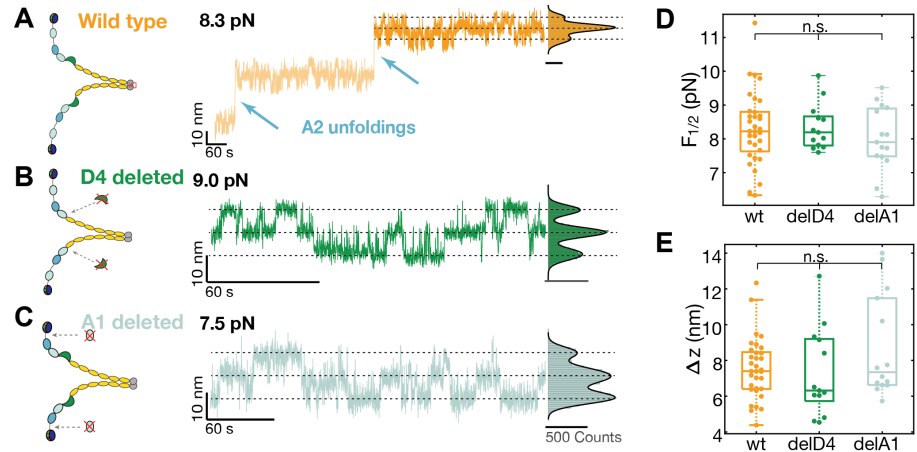 A
Wild type
8.3 pN
A2 unfoldings
10 nm
60 s
B
D4 deleted
9.0 pN
10 nm
60 s
C
A1 deleted
7.5 pN
10 nm
60 s
500 Counts
D
n.s.
11
10
9
8
7
F1/2 (pN)
wt delD4 delA1
E
n.s.
14
12
10
8
6
4
Δz (nm)
wt delD4 delA1